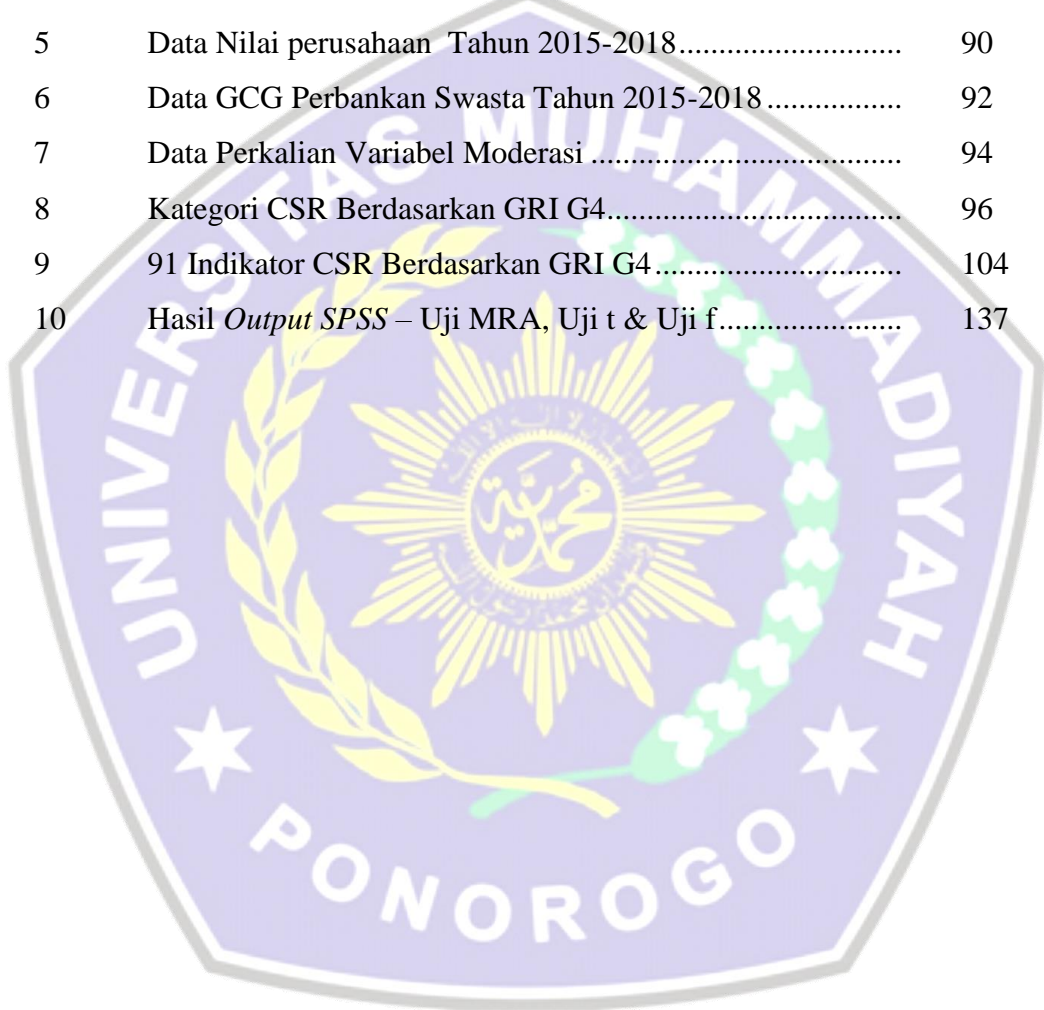 5 Data Nilai perusahaan Tahun 2015-2018.......................... 90
6 Data GCG Perbankan Swasta Tahun 2015-2018................ 92
7 Data Perkalian Variabel Moderasi .................................... 94
8 Kategori CSR Berdasarkan GRI G4.................................. 96
9 91 Indikator CSR Berdasarkan GRI G4............................. 104
10 Hasil Output SPSS – Uji MRA, Uji t & Uji f...................... 137
UNIVERSITAS MUHAMMADIYAH
PONOROGO